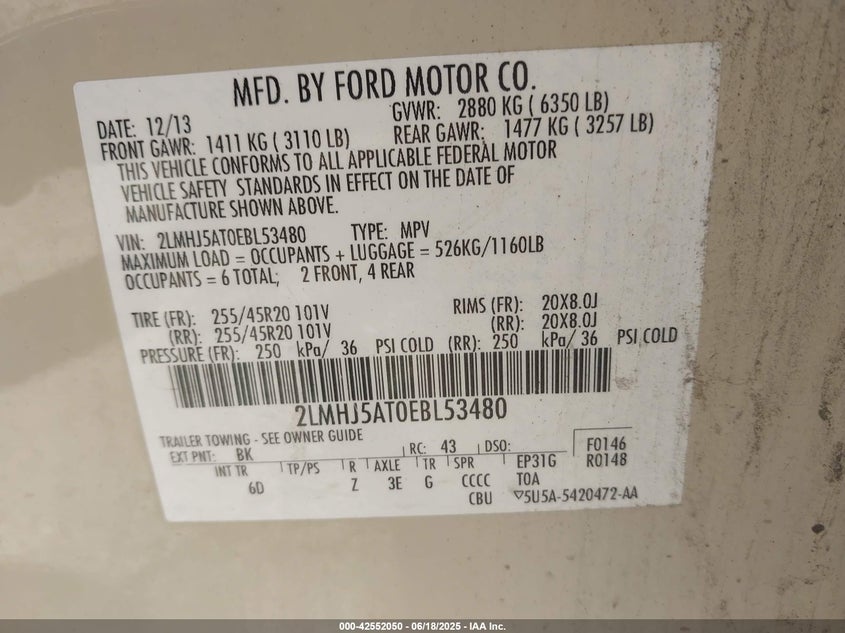 MFD. BY FORD MOTOR CO.
DATE: 12/13 GVWR: 2880 KG ( 6350 LB)
FRONT GAWR: 1411 KG ( 3110 LB) REAR GAWR: 1477 KG ( 3257 LB)
THIS VEHICLE CONFORMS TO ALL APPLICABLE FEDERAL MOTOR
VEHICLE SAFETY STANDARDS IN EFFECT ON THE DATE OF
MANUFACTURE SHOWN ABOVE.
VIN: 2LMHJ5AT0EBL53480 TYPE: MPV
MAXIMUM LOAD = OCCUPANTS + LUGGAGE = 526KG/1160LB
OCCUPANTS = 6 TOTAL; 2 FRONT, 4 REAR
TIRE (FR): 255/45R20 101V RIMS (FR): 20X8.0J
(RR): 255/45R20 101V (RR): 20X8.0J
PRESSURE (FR): 250 kPa/ 36 PSI COLD (RR): 250 kPa/ 36 PSI COLD
2LMHJ5AT0EBL53480
TRAILER TOWING - SEE OWNER GUIDE
EXT PNT: BK RC: 43 DSO: F0146
INT TR TP/PS R AXLE TR SPR EP31G R0148
6D Z 3E G CCCC TOA
CBU ▽5U5A-5420472-AA
000-42552050 - 06/18/2025 - IAA Inc.